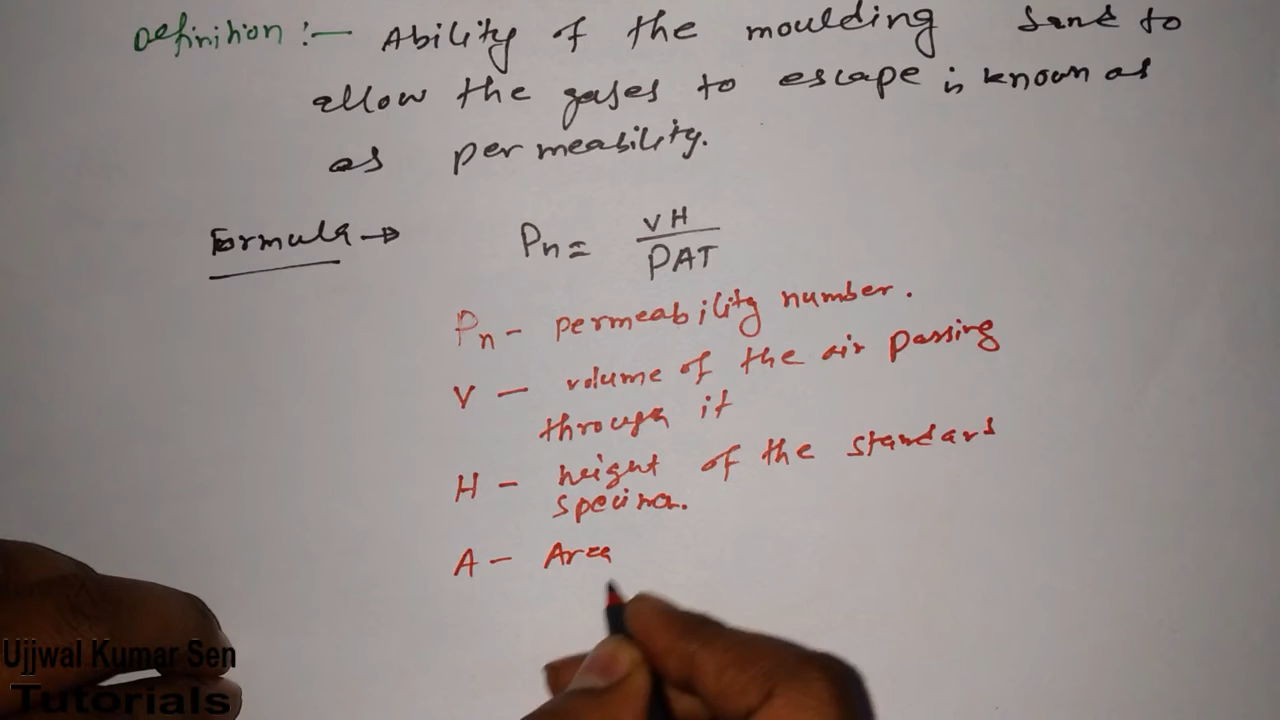 Definition :- Ability of the moulding Sand to
allow the gases to escape is known as
as permeability.
Formula → Pn = VH / PAT
Pn - permeability number.
V - volume of the air passing
through it
H - height of the standard
specimen.
A - Area
Ujjwal Kumar Sen
Tutorials